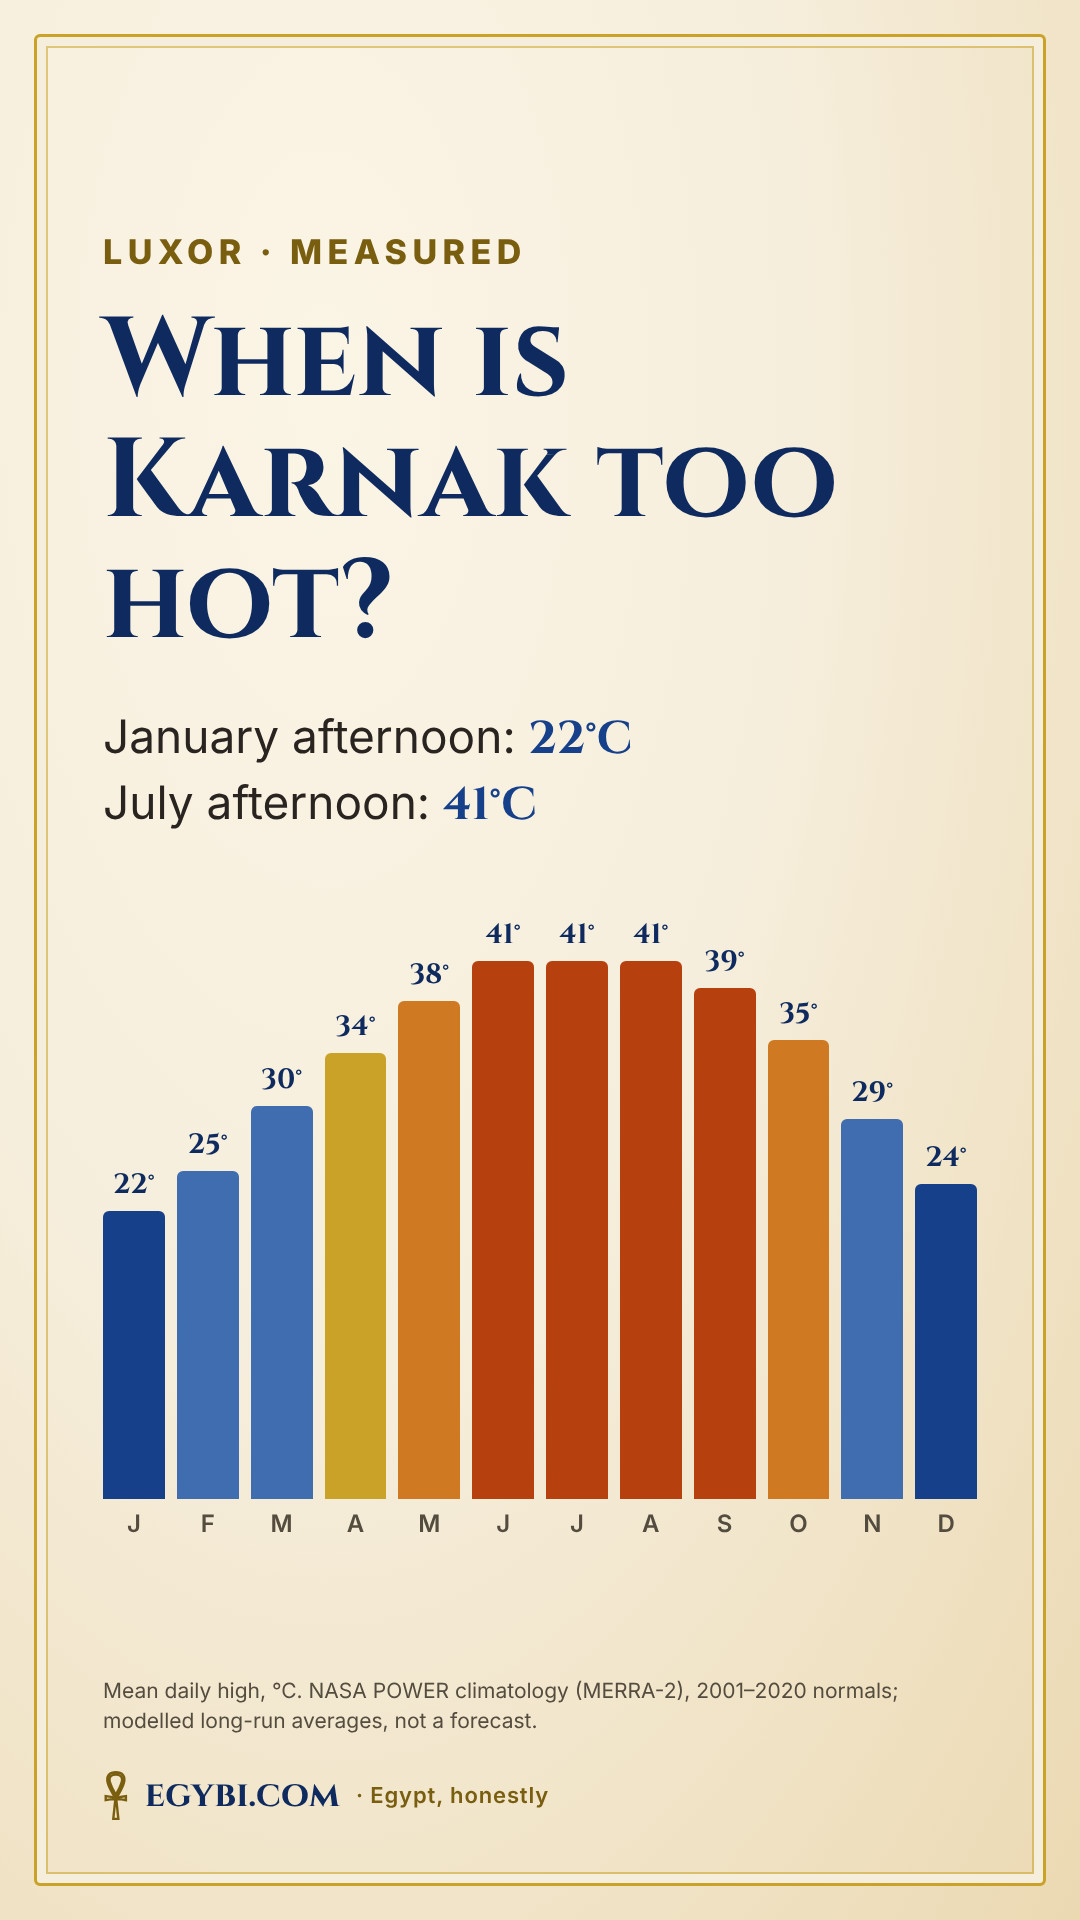 LUXOR · MEASURED
When is
Karnak too
hot?
January afternoon: 22°C
July afternoon: 41°C
41° 41° 41°
39°
38°
35°
34°
30°
29°
25°
24°
22°
J F M A M J J A S O N D
Mean daily high, °C. NASA POWER climatology (MERRA-2), 2001–2020 normals;
modelled long-run averages, not a forecast.
EGYBI.COM · Egypt, honestly